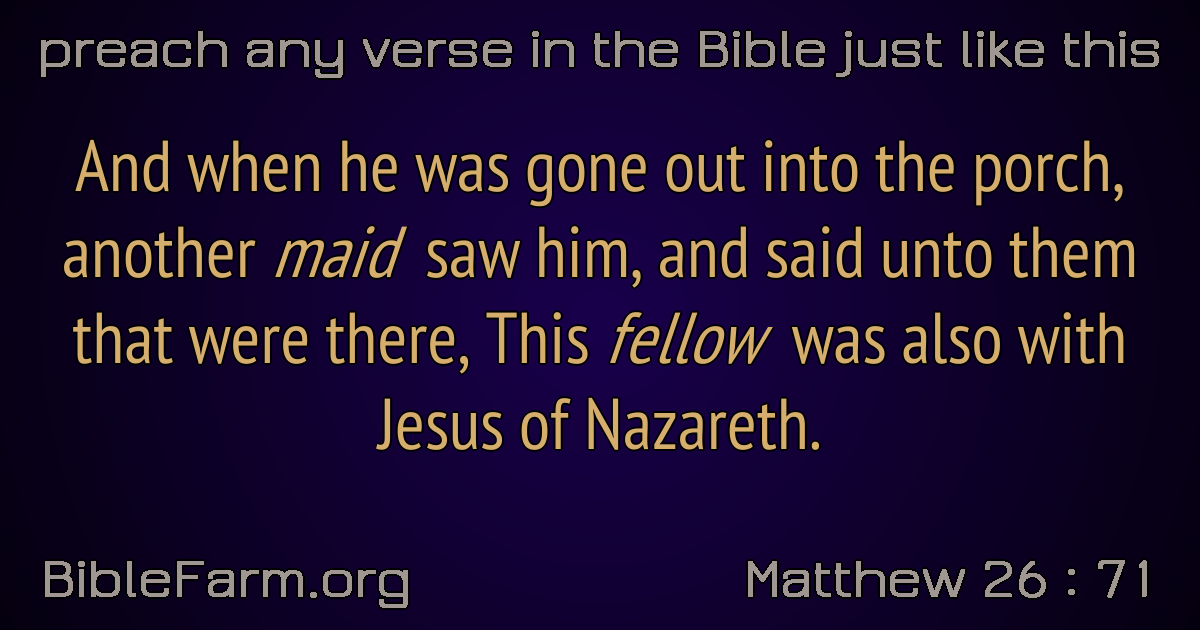 preach any verse in the Bible just like this
And when he was gone out into the porch,
another maid saw him, and said unto them
that were there, This fellow was also with
Jesus of Nazareth.
BibleFarm.org
Matthew 26 : 71